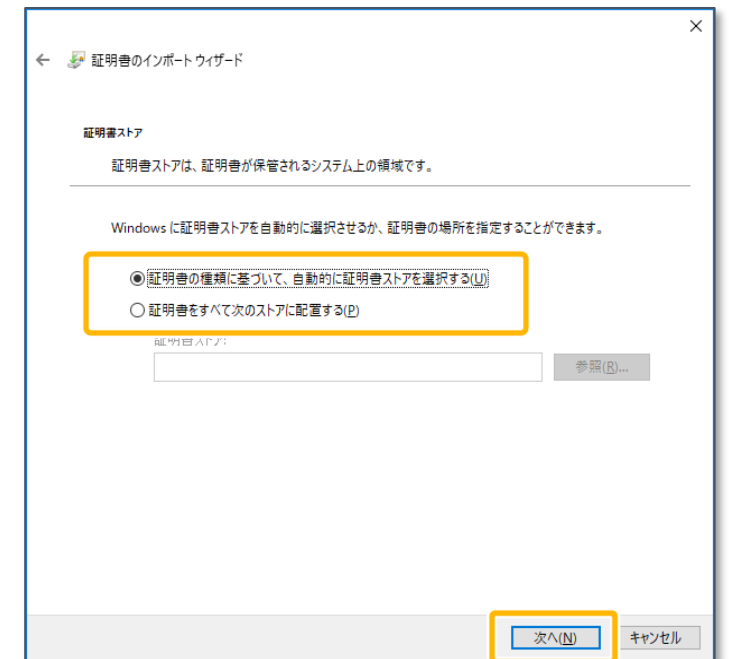 証明書のインポート ウィザード
証明書ストア
証明書ストアは、証明書が保管されるシステム上の領域です。
Windows に証明書ストアを自動的に選択させるか、証明書の場所を指定することができます。
証明書の種類に基づいて、自動的に証明書ストアを選択する(U)
証明書をすべて次のストアに配置する(P)
証明書ストア:
参照(R)...
次へ(N) キャンセル